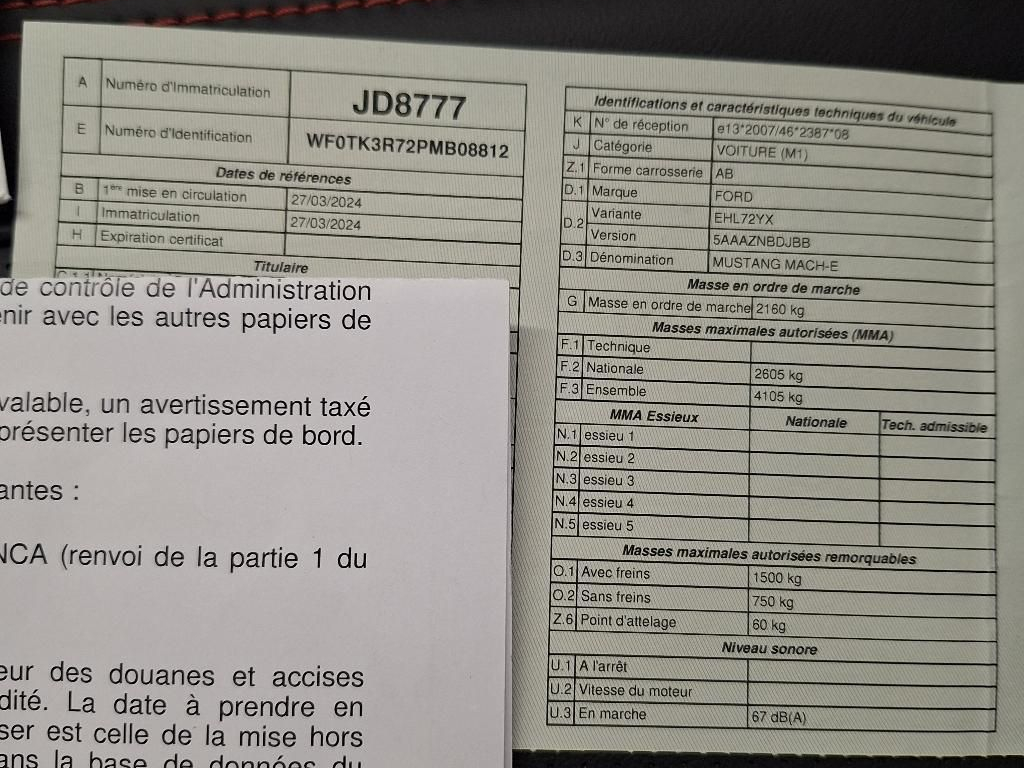 A Numéro d'Immatriculation JD8777
E Numéro d'Identification WF0TK3R72PMB08812
Dates de références
B 1ère mise en circulation 27/03/2024
I Immatriculation 27/03/2024
H Expiration certificat
Titulaire
de contrôle de l'Administration
enir avec les autres papiers de
valable, un avertissement taxé
présenter les papiers de bord.
antes :
NCA (renvoi de la partie 1 du
eur des douanes et accises
dité. La date à prendre en
ser est celle de la mise hors
ans la base de données du
Identifications et caractéristiques techniques du véhicule
K N° de réception e13*2007/46*2387*08
J Catégorie VOITURE (M1)
Z.1 Forme carrosserie AB
D.1 Marque FORD
D.2 Variante EHL72YX
Version 5AAAZNBDJBB
D.3 Dénomination MUSTANG MACH-E
Masse en ordre de marche
G Masse en ordre de marche 2160 kg
Masses maximales autorisées (MMA)
F.1 Technique
F.2 Nationale 2605 kg
F.3 Ensemble 4105 kg
MMA Essieux Nationale Tech. admissible
N.1 essieu 1
N.2 essieu 2
N.3 essieu 3
N.4 essieu 4
N.5 essieu 5
Masses maximales autorisées remorquables
O.1 Avec freins 1500 kg
O.2 Sans freins 750 kg
Z.6 Point d'attelage 60 kg
Niveau sonore
U.1 A l'arrêt
U.2 Vitesse du moteur
U.3 En marche 67 dB(A)